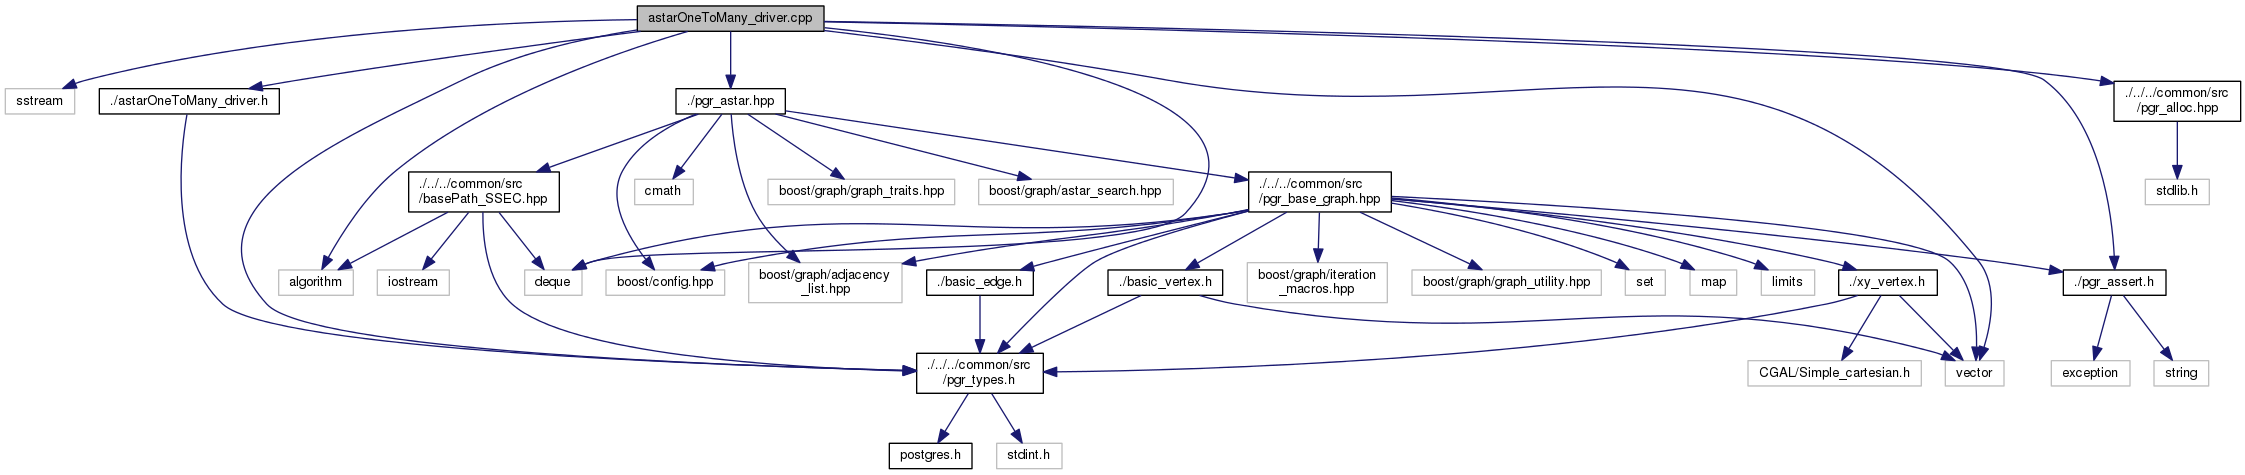 astarOneToMany_driver.cpp
sstream
./astarOneToMany_driver.h
./pgr_astar.hpp
./../../common/src
/pgr_alloc.hpp
./../../common/src
/basePath_SSEC.hpp
cmath
boost/graph/graph_traits.hpp
boost/graph/astar_search.hpp
./../../common/src
/pgr_base_graph.hpp
stdlib.h
algorithm
iostream
deque
boost/config.hpp
boost/graph/adjacency
_list.hpp
./basic_edge.h
./basic_vertex.h
boost/graph/iteration
_macros.hpp
boost/graph/graph_utility.hpp
set
map
limits
./xy_vertex.h
./pgr_assert.h
./../../common/src
/pgr_types.h
CGAL/Simple_cartesian.h
vector
exception
string
postgres.h
stdint.h